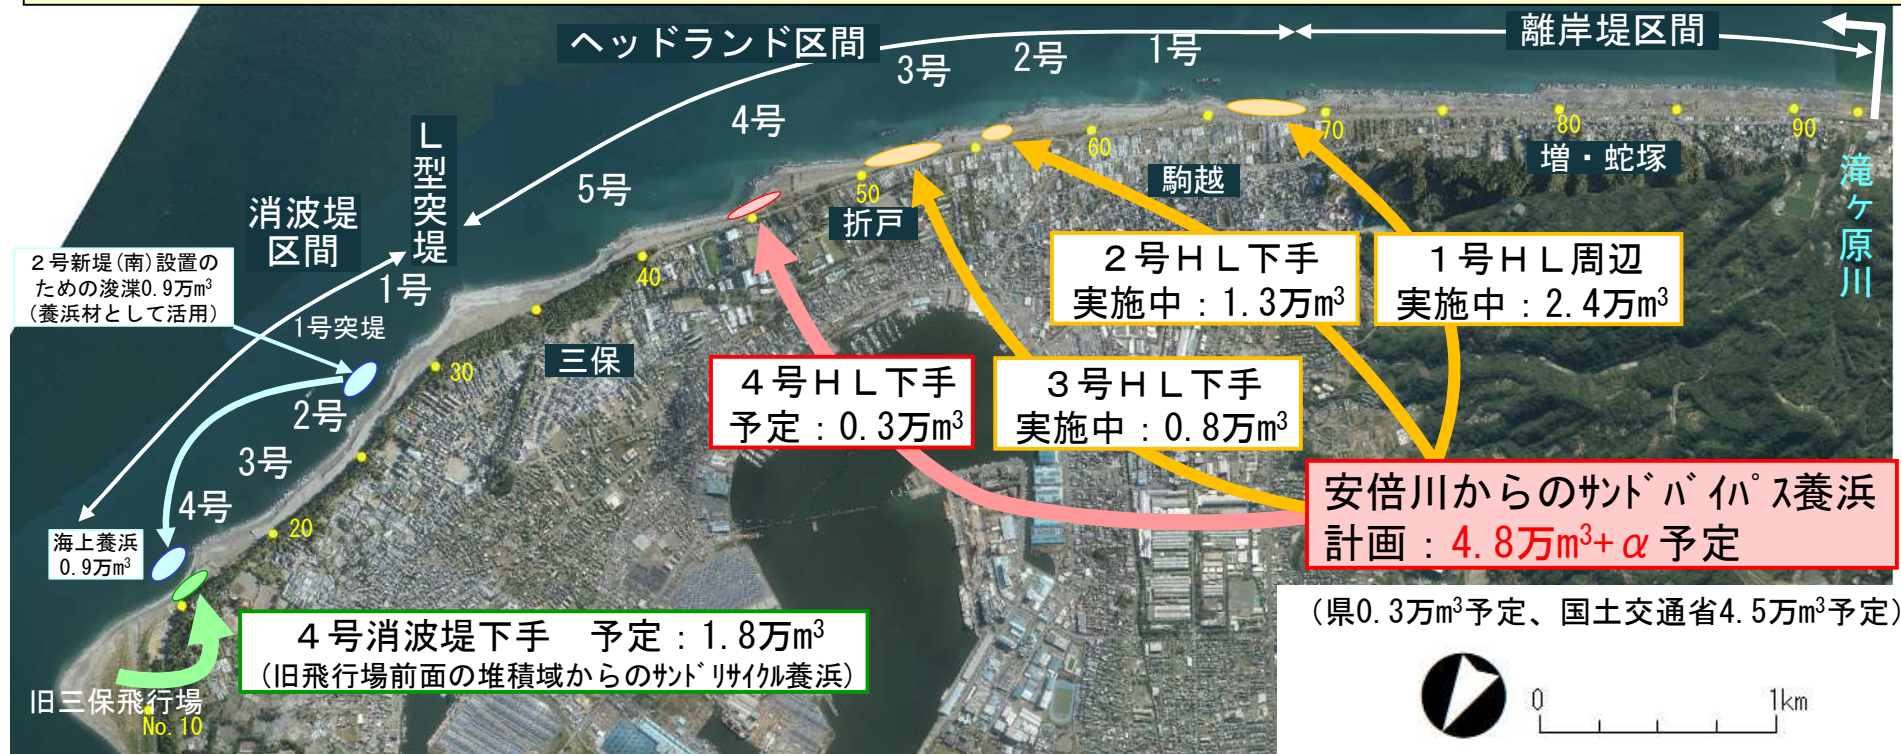 ヘッドランド区間
離岸堤区間
1号
2号
3号
4号
5号
L型突堤
消波堤
区間
2号新堤(南)設置の
ための浚渫0.9万m³
(養浜材として活用)
1号
1号突堤
2号
3号
4号
海上養浜
0.9万m³
旧三保飛行場
No.10
20
30
40
50
60
70
80
90
三保
折戸
駒越
増・蛇塚
滝ヶ原川
2号HL下手
実施中：1.3万m³
1号HL周辺
実施中：2.4万m³
4号HL下手
予定：0.3万m³
3号HL下手
実施中：0.8万m³
安倍川からのサンドバイパス養浜
計画：4.8万m³+α予定
(県0.3万m³予定、国土交通省4.5万m³予定)
4号消波堤下手　予定：1.8万m³
(旧飛行場前面の堆積域からのサンドリサイクル養浜)
0
1km